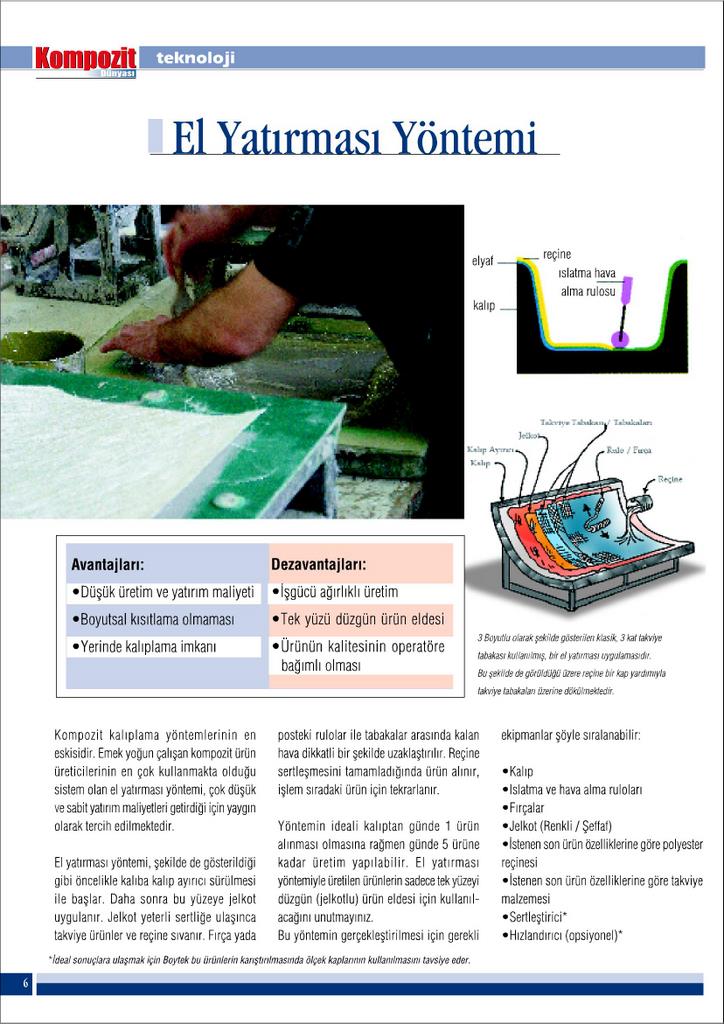 Kompozit
Dünyası
teknoloji
El Yatırması Yöntemi
elyaf
reçine
ıslatma hava
alma rulosu
kalıp
Takviye Tabakası / Tabakaları
Jelkot
Kalıp Ayırıcı
Rulo / Fırça
Kalıp
Reçine
Avantajları:
•Düşük üretim ve yatırım maliyeti
•Boyutsal kısıtlama olmaması
•Yerinde kalıplama imkanı
Dezavantajları:
•İşgücü ağırlıklı üretim
•Tek yüzü düzgün ürün eldesi
•Ürünün kalitesinin operatöre
bağımlı olması
3 Boyutlu olarak şekilde gösterilen klasik, 3 kat takviye
tabakası kullanılmış, bir el yatırması uygulamasıdır.
Bu şekilde de görüldüğü üzere reçine bir kap yardımıyla
takviye tabakaları üzerine dökülmektedir.
Kompozit kalıplama yöntemlerinin en
eskisidir. Emek yoğun çalışan kompozit ürün
üreticilerinin en çok kullanmakta olduğu
sistem olan el yatırması yöntemi, çok düşük
ve sabit yatırım maliyetleri getirdiği için yaygın
olarak tercih edilmektedir.
El yatırması yöntemi, şekilde de gösterildiği
gibi öncelikle kalıba kalıp ayırıcı sürülmesi
ile başlar. Daha sonra bu yüzeye jelkot
uygulanır. Jelkot yeterli sertliğe ulaşınca
takviye ürünler ve reçine sıvanır. Fırça yada
posteki rulolar ile tabakalar arasında kalan
hava dikkatli bir şekilde uzaklaştırılır. Reçine
sertleşmesini tamamladığında ürün alınır,
işlem sıradaki ürün için tekrarlanır.
Yöntemin ideali kalıptan günde 1 ürün
alınması olmasına rağmen günde 5 ürüne
kadar üretim yapılabilir. El yatırması
yöntemiyle üretilen ürünlerin sadece tek yüzeyi
düzgün (jelkotlu) ürün eldesi için kullanıl-
acağını unutmayınız.
Bu yöntemin gerçekleştirilmesi için gerekli
ekipmanlar şöyle sıralanabilir:
•Kalıp
•Islatma ve hava alma ruloları
•Fırçalar
•Jelkot (Renkli / Şeffaf)
•İstenen son ürün özelliklerine göre polyester
reçinesi
•İstenen son ürün özelliklerine göre takviye
malzemesi
•Sertleştirici*
•Hızlandırıcı (opsiyonel)*
*İdeal sonuçlara ulaşmak için Boytek bu ürünlerin karıştırılmasında ölçek kaplarının kullanılmasını tavsiye eder.
6